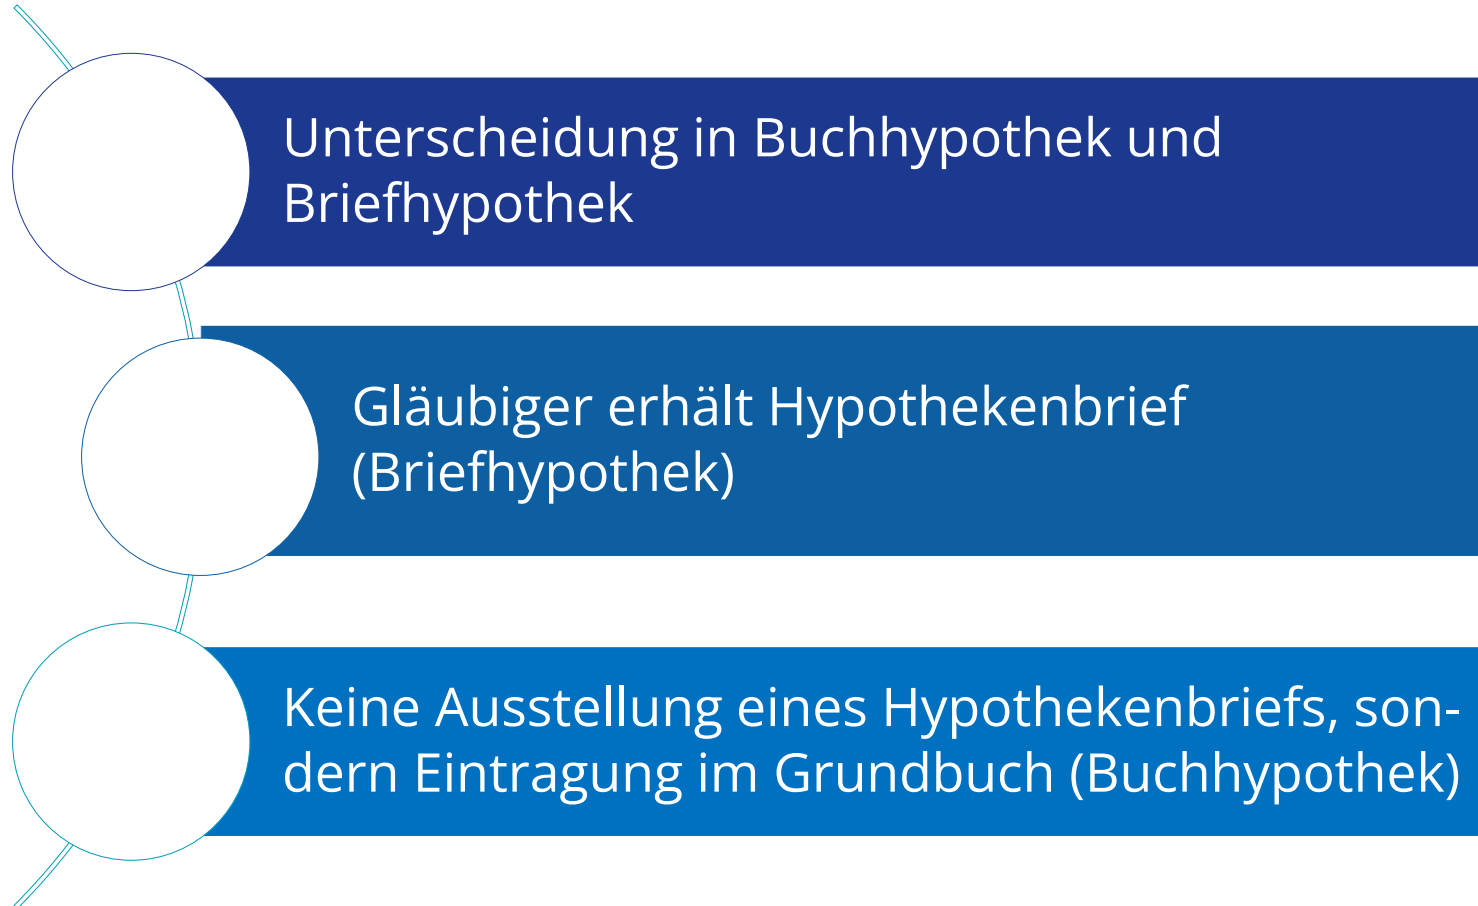 Unterscheidung in Buchhypothek und
Briefhypothek
Gläubiger erhält Hypothekenbrief
(Briefhypothek)
Keine Ausstellung eines Hypothekenbriefs, son-
dern Eintragung im Grundbuch (Buchhypothek)